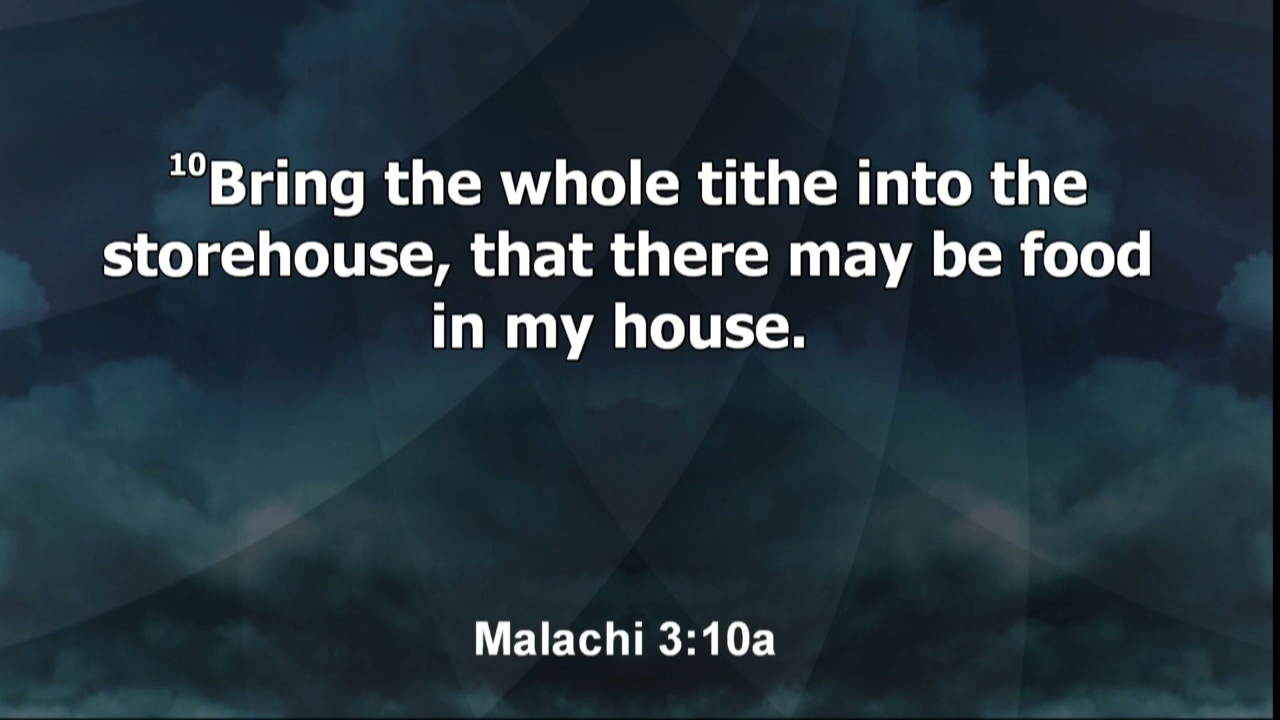 ¹⁰Bring the whole tithe into the
storehouse, that there may be food
in my house.
Malachi 3:10a